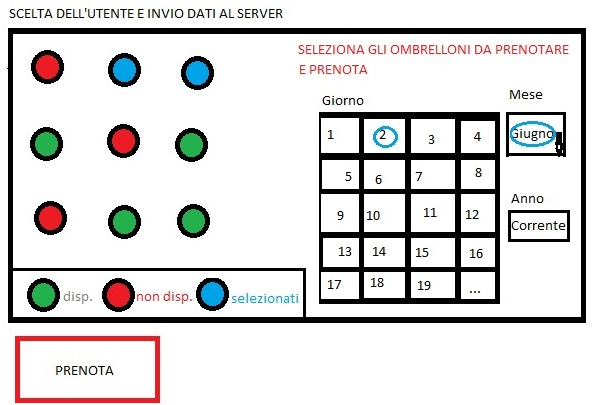 SCELTA DELL'UTENTE E INVIO DATI AL SERVER
SELEZIONA GLI OMBRELLONI DA PRENOTARE
E PRENOTA
Giorno
Mese
1 2 3 4
Giugno
5 6 7 8
Anno
9 10 11 12
Corrente
13 14 15 16
17 18 19 ...
disp. non disp. selezionati
PRENOTA